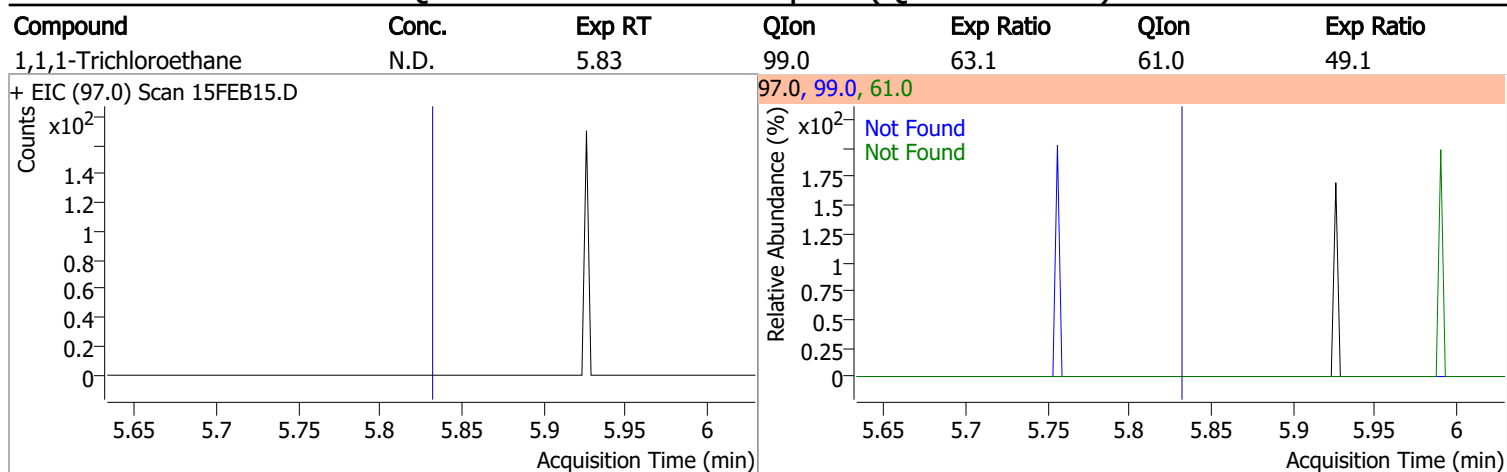 Compound Conc. Exp RT QIon Exp Ratio QIon Exp Ratio
1,1,1-Trichloroethane N.D. 5.83 99.0 63.1 61.0 49.1
+ EIC (97.0) Scan 15FEB15.D
Counts
x10²
1.4
1.2
1
0.8
0.6
0.4
0.2
0
5.65 5.7 5.75 5.8 5.85 5.9 5.95 6
Acquisition Time (min)
97.0, 99.0, 61.0
Relative Abundance (%)
x10²
Not Found
Not Found
1.75
1.5
1.25
1
0.75
0.5
0.25
0
5.65 5.7 5.75 5.8 5.85 5.9 5.95 6
Acquisition Time (min)